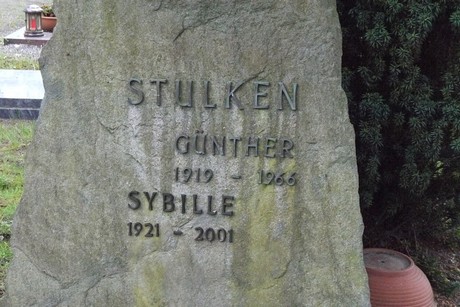 STULKEN
GÜNTHER
1919 - 1966
SYBILLE
1921 - 2001